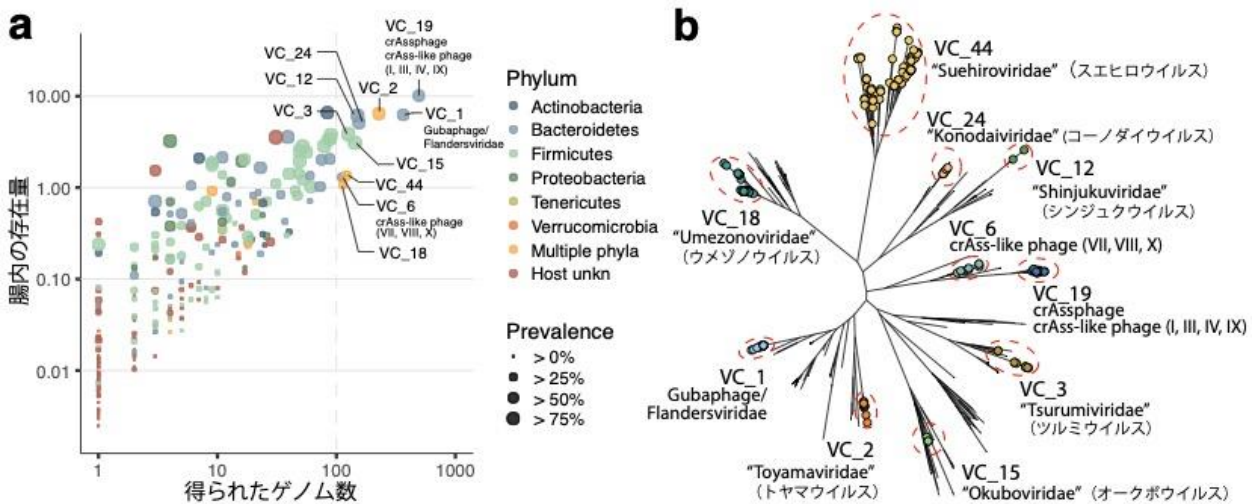 a
VC_19
crAssphage
crAss-like phage
(I, III, IV, IX)
VC_24
VC_12
VC_2
VC_3
VC_1
Gubaphage/
Flandersviridae
VC_15
VC_44
VC_6
crAss-like phage
(VII, VIII, X)
VC_18
10.00
1.00
0.10
0.01
腸内の存在量
1
10
100
1000
得られたゲノム数
Phylum
Actinobacteria
Bacteroidetes
Firmicutes
Proteobacteria
Tenericutes
Verrucomicrobia
Multiple phyla
Host unkn
Prevalence
> 0%
> 25%
> 50%
> 75%
b
VC_44
“Suehiroviridae” （スエヒロウイルス）
VC_24
“Konodaiviridae” （コーノダイウイルス）
VC_12
“Shinjukuviridae”
（シンジュクウイルス）
VC_18
“Umezonoviridae”
（ウメゾノウイルス）
VC_6
crAss-like phage (VII, VIII, X)
VC_19
crAssphage
crAss-like phage (I, III, IV, IX)
VC_1
Gubaphage/
Flandersviridae
VC_3
“Tsurumiviridae”
（ツルミウイルス）
VC_2
“Toyamaviridae”
（トヤマウイルス）
VC_15
“Okuboviridae” （オークボウイルス）